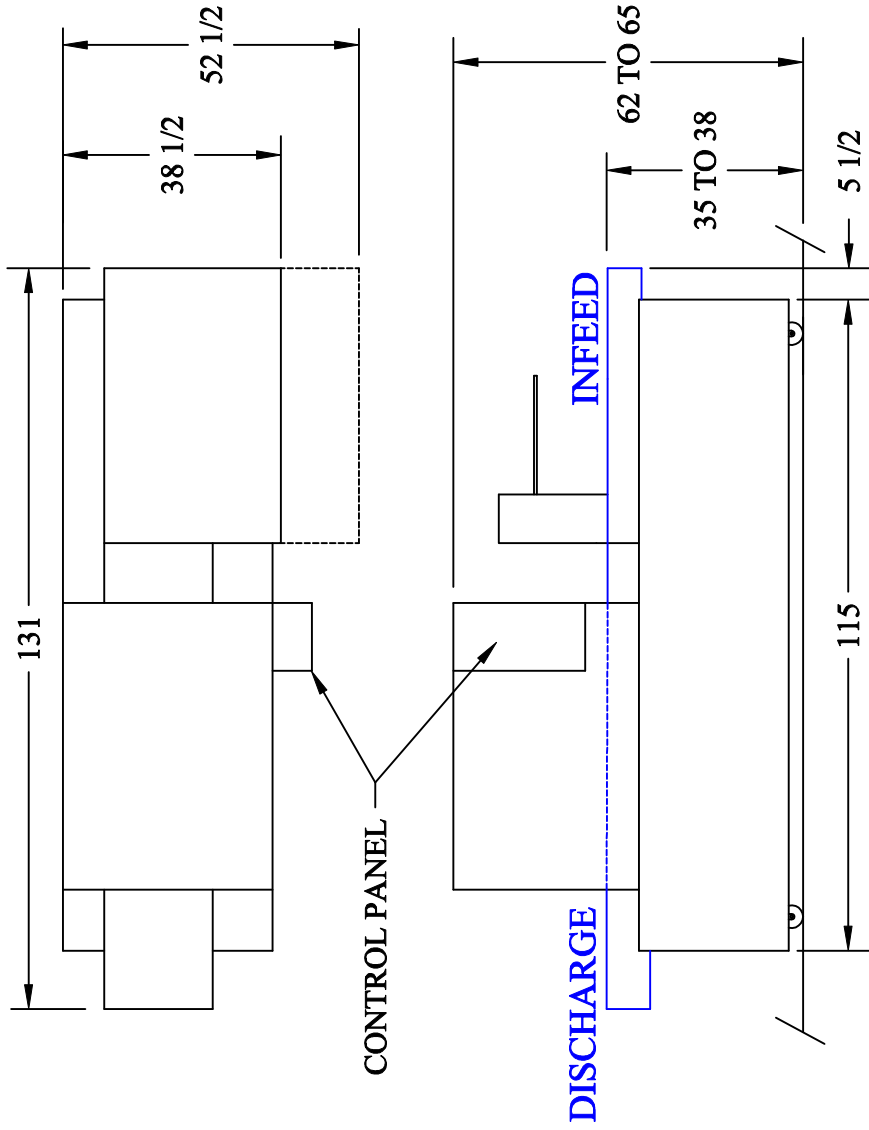 131
52 1/2
38 1/2
CONTROL PANEL
62 TO 65
35 TO 38
5 1/2
DISCHARGE
INFEED
115